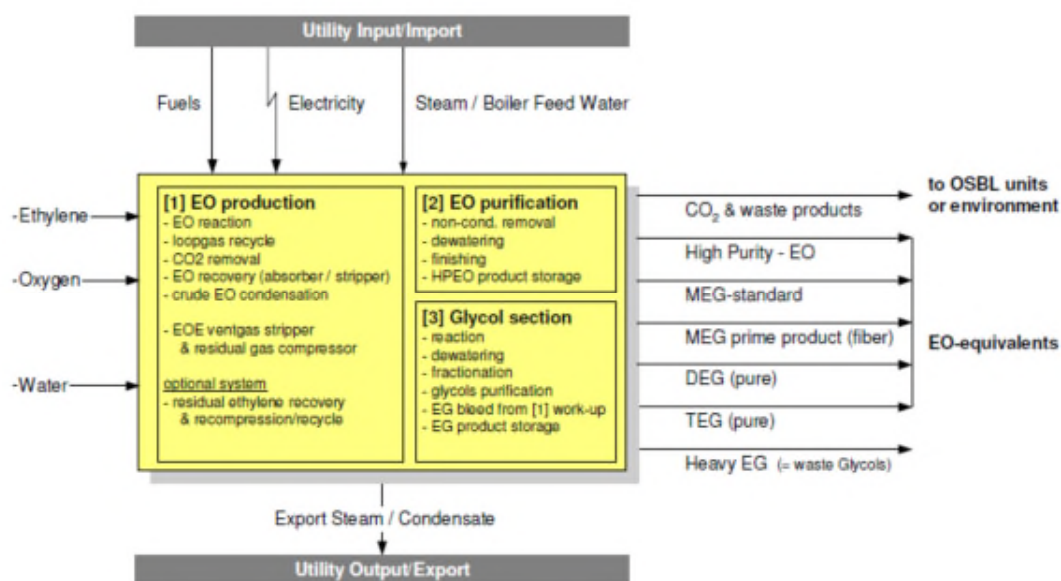 Utility Input/Import
Fuels
Electricity
Steam / Boiler Feed Water
-Ethylene
-Oxygen
-Water
[1] EO production
- EO reaction
- loopgas recycle
- CO2 removal
- EO recovery (absorber / stripper)
- crude EO condensation
- EOE ventgas stripper
& residual gas compressor
optional system
- residual ethylene recovery
& recompression/recycle
[2] EO purification
- non-cond. removal
- dewatering
- finishing
- HPEO product storage
[3] Glycol section
- reaction
- dewatering
- fractionation
- glycols purification
- EG bleed from [1] work-up
- EG product storage
CO₂ & waste products
High Purity - EO
MEG-standard
MEG prime product (fiber)
DEG (pure)
TEG (pure)
Heavy EG (= waste Glycols)
to OSBL units
or environment
EO-equivalents
Export Steam / Condensate
Utility Output/Export